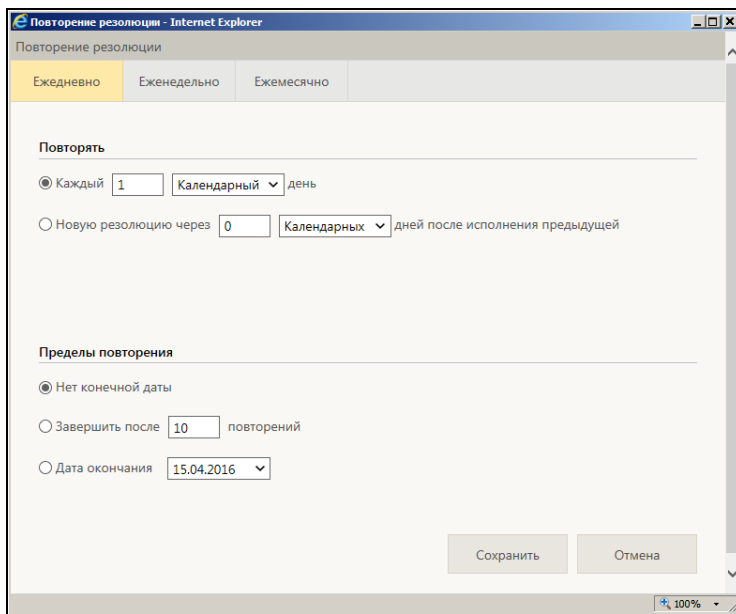 Повторение резолюции - Internet Explorer
Повторение резолюции
Ежедневно Еженедельно Ежемесячно
Повторять
Каждый 1 Календарный день
Новую резолюцию через 0 Календарных дней после исполнения предыдущей
Пределы повторения
Нет конечной даты
Завершить после 10 повторений
Дата окончания 15.04.2016
Сохранить Отмена
100%